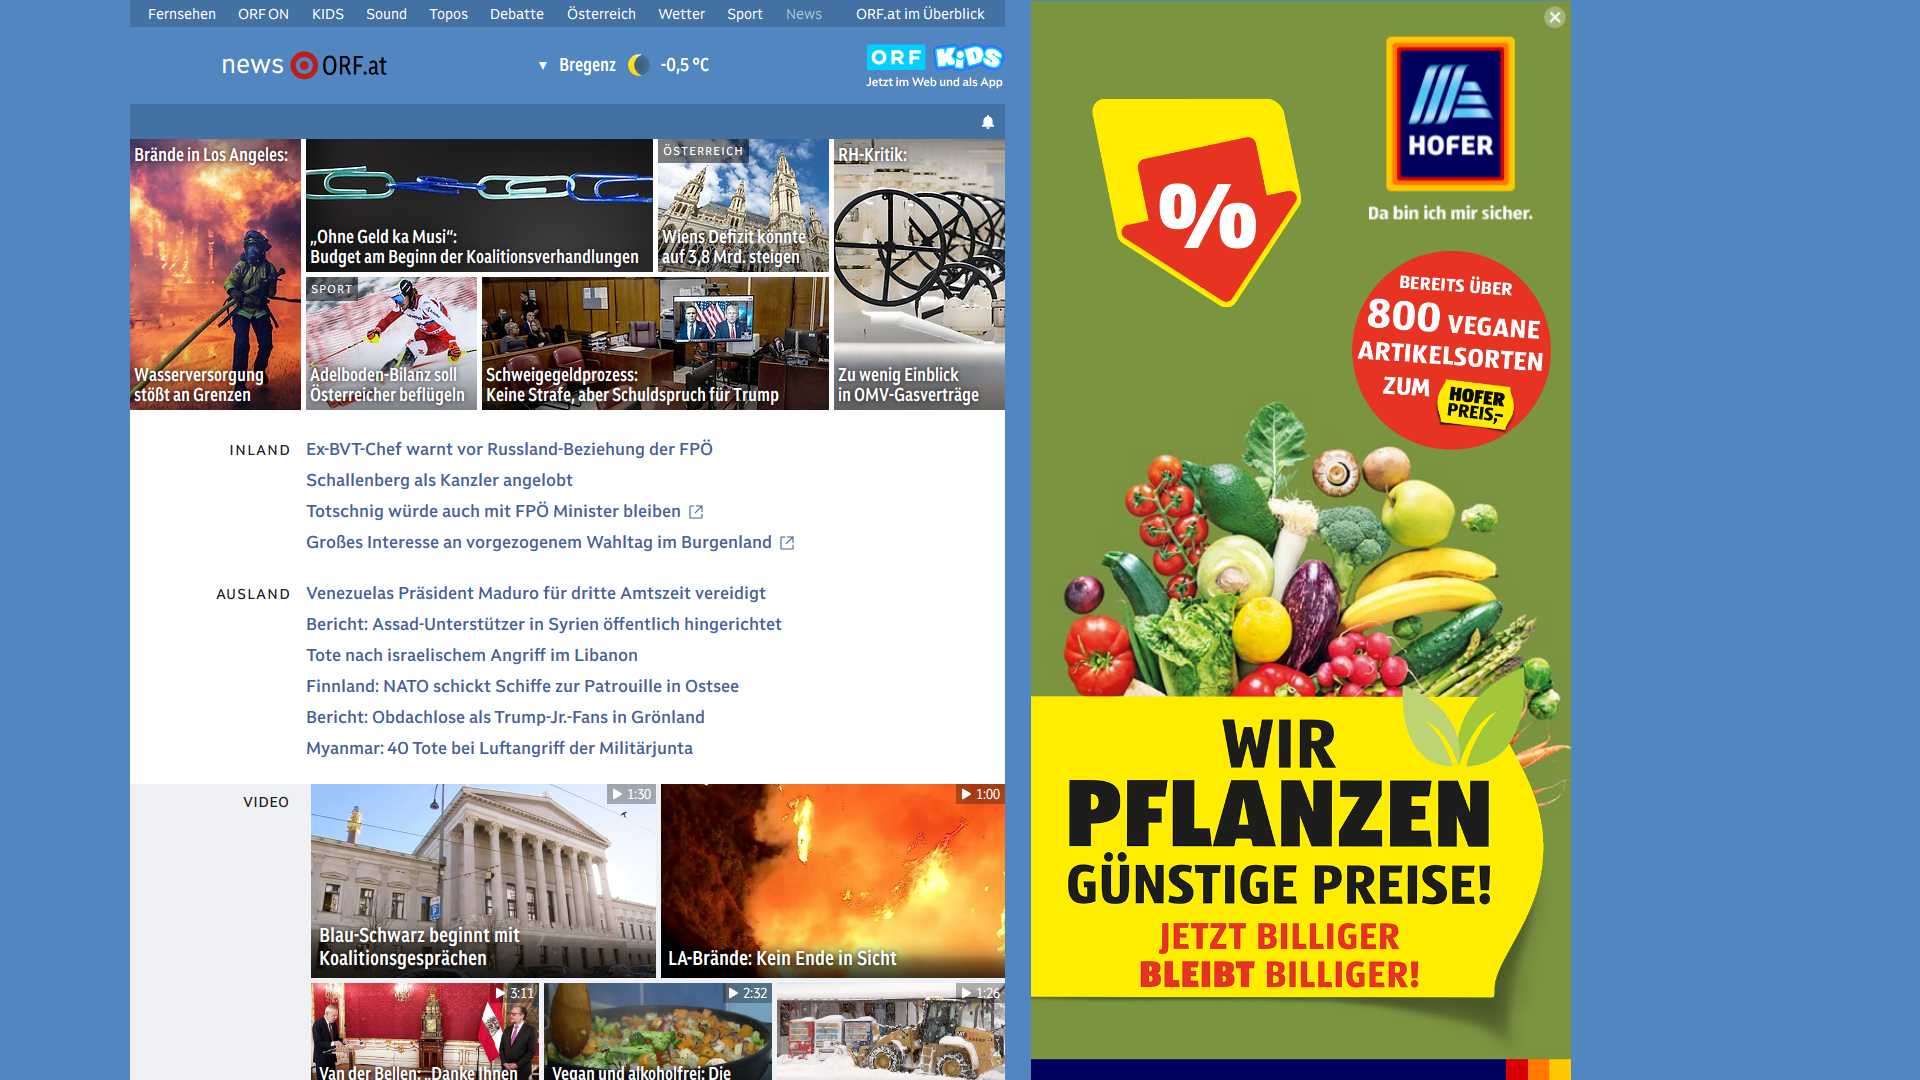 Fernsehen ORF ON KIDS Sound Topos Debatte Österreich Wetter Sport News ORF.at im Überblick
news ORF.at
Bregenz -0,5 °C
ORF KiDS
Jetzt im Web und als App
Brände in Los Angeles:
Wasserversorgung
stößt an Grenzen
„Ohne Geld ka Musi“:
Budget am Beginn der Koalitionsverhandlungen
ÖSTERREICH
Wiens Defizit könnte
auf 3,8 Mrd. steigen
RH-Kritik:
Zu wenig Einblick
in OMV-Gasverträge
SPORT
Adelboden-Bilanz soll
Österreicher beflügeln
Schweigegeldprozess:
Keine Strafe, aber Schuldspruch für Trump
INLAND
Ex-BVT-Chef warnt vor Russland-Beziehung der FPÖ
Schallenberg als Kanzler angelobt
Totschnig würde auch mit FPÖ Minister bleiben
Großes Interesse an vorgezogenem Wahltag im Burgenland
AUSLAND
Venezuelas Präsident Maduro für dritte Amtszeit vereidigt
Bericht: Assad-Unterstützer in Syrien öffentlich hingerichtet
Tote nach israelischem Angriff im Libanon
Finnland: NATO schickt Schiffe zur Patrouille in Ostsee
Bericht: Obdachlose als Trump-Jr.-Fans in Grönland
Myanmar: 40 Tote bei Luftangriff der Militärjunta
VIDEO
1:30
Blau-Schwarz beginnt mit
Koalitionsgesprächen
1:00
LA-Brände: Kein Ende in Sicht
3:11
Van der Bellen: „Danke Ihnen
2:32
Vegan und alkoholfrei: Die
1:26
%
HOFER
Da bin ich mir sicher.
BEREITS ÜBER
800 VEGANE
ARTIKELSORTEN
ZUM HOFER
PREIS,-
WIR
PFLANZEN
GÜNSTIGE PREISE!
JETZT BILLIGER
BLEIBT BILLIGER!